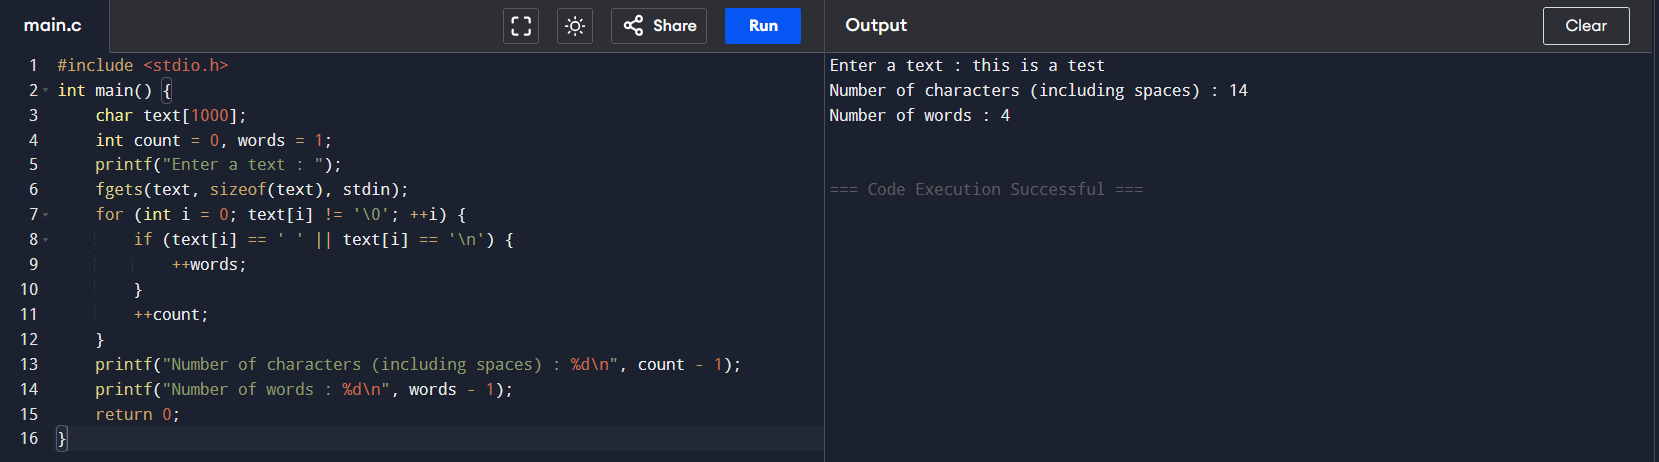 main.c
Share
Run
Output
Clear
1 #include <stdio.h>
2 int main() {
3     char text[1000];
4     int count = 0, words = 1;
5     printf("Enter a text : ");
6     fgets(text, sizeof(text), stdin);
7     for (int i = 0; text[i] != '\0'; ++i) {
8         if (text[i] == ' ' || text[i] == '\n') {
9             ++words;
10         }
11         ++count;
12     }
13     printf("Number of characters (including spaces) : %d\n", count - 1);
14     printf("Number of words : %d\n", words - 1);
15     return 0;
16 }
Enter a text : this is a test
Number of characters (including spaces) : 14
Number of words : 4
=== Code Execution Successful ===